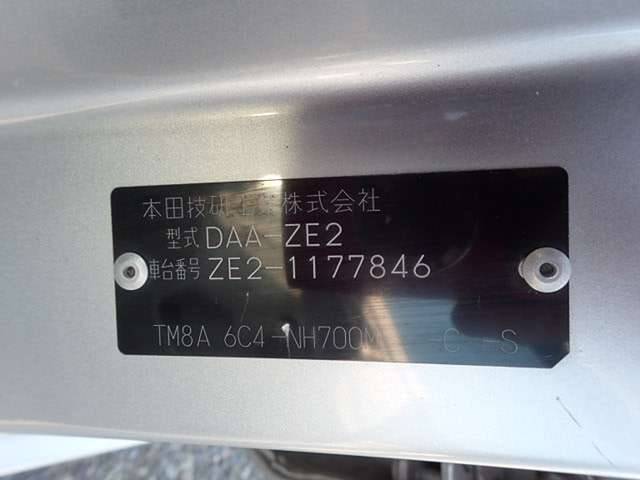 本田技研工業株式会社
型式 DAA-ZE2
車台番号 ZE2-1177846
TM8A 6C4-NH700M -C -S